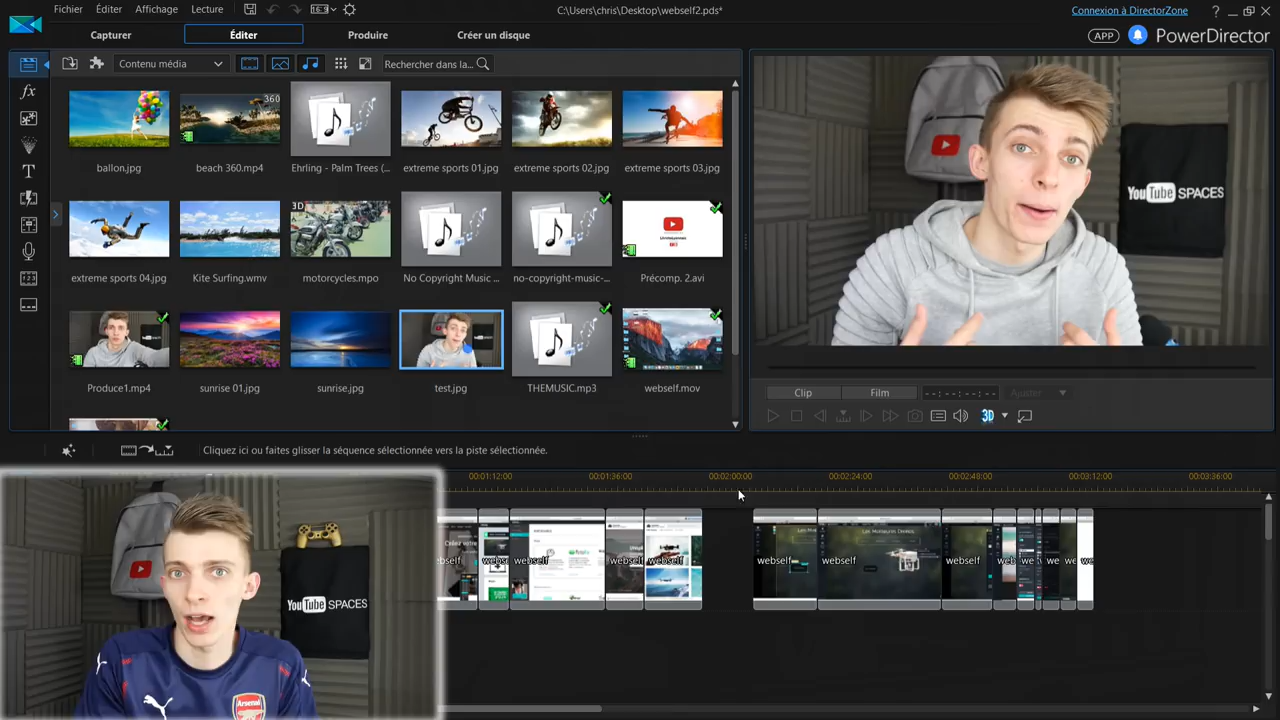 Fichier Éditer Affichage Lecture 16:9 C:\Users\chris\Desktop\webself2.pds* Connexion à DirectorZone ?
Capturer Éditer Produire Créer un disque APP PowerDirector
Contenu média Rechercher dans la...
fx
T
360
ballon.jpg beach 360.mp4 Ehrling - Palm Trees (... extreme sports 01.jpg extreme sports 02.jpg extreme sports 03.jpg
3D
extreme sports 04.jpg Kite Surfing.wmv motorcycles.mpo No Copyright Music ... no-copyright-music-... Précomp. 2.avi
Produce1.mp4 sunrise 01.jpg sunrise.jpg test.jpg THEMUSIC.mp3 webself.mov
YouTube SPACES
Clip Film --:--:--:-- Ajuster
3D
Cliquez ici ou faites glisser la séquence sélectionnée vers la piste sélectionnée.
00:01:12:00 00:01:36:00 00:02:00:00 00:02:24:00 00:02:48:00 00:03:12:00 00:03:36:00
webself webself webself webself webself webself webself
YouTube SPACES
Arsenal